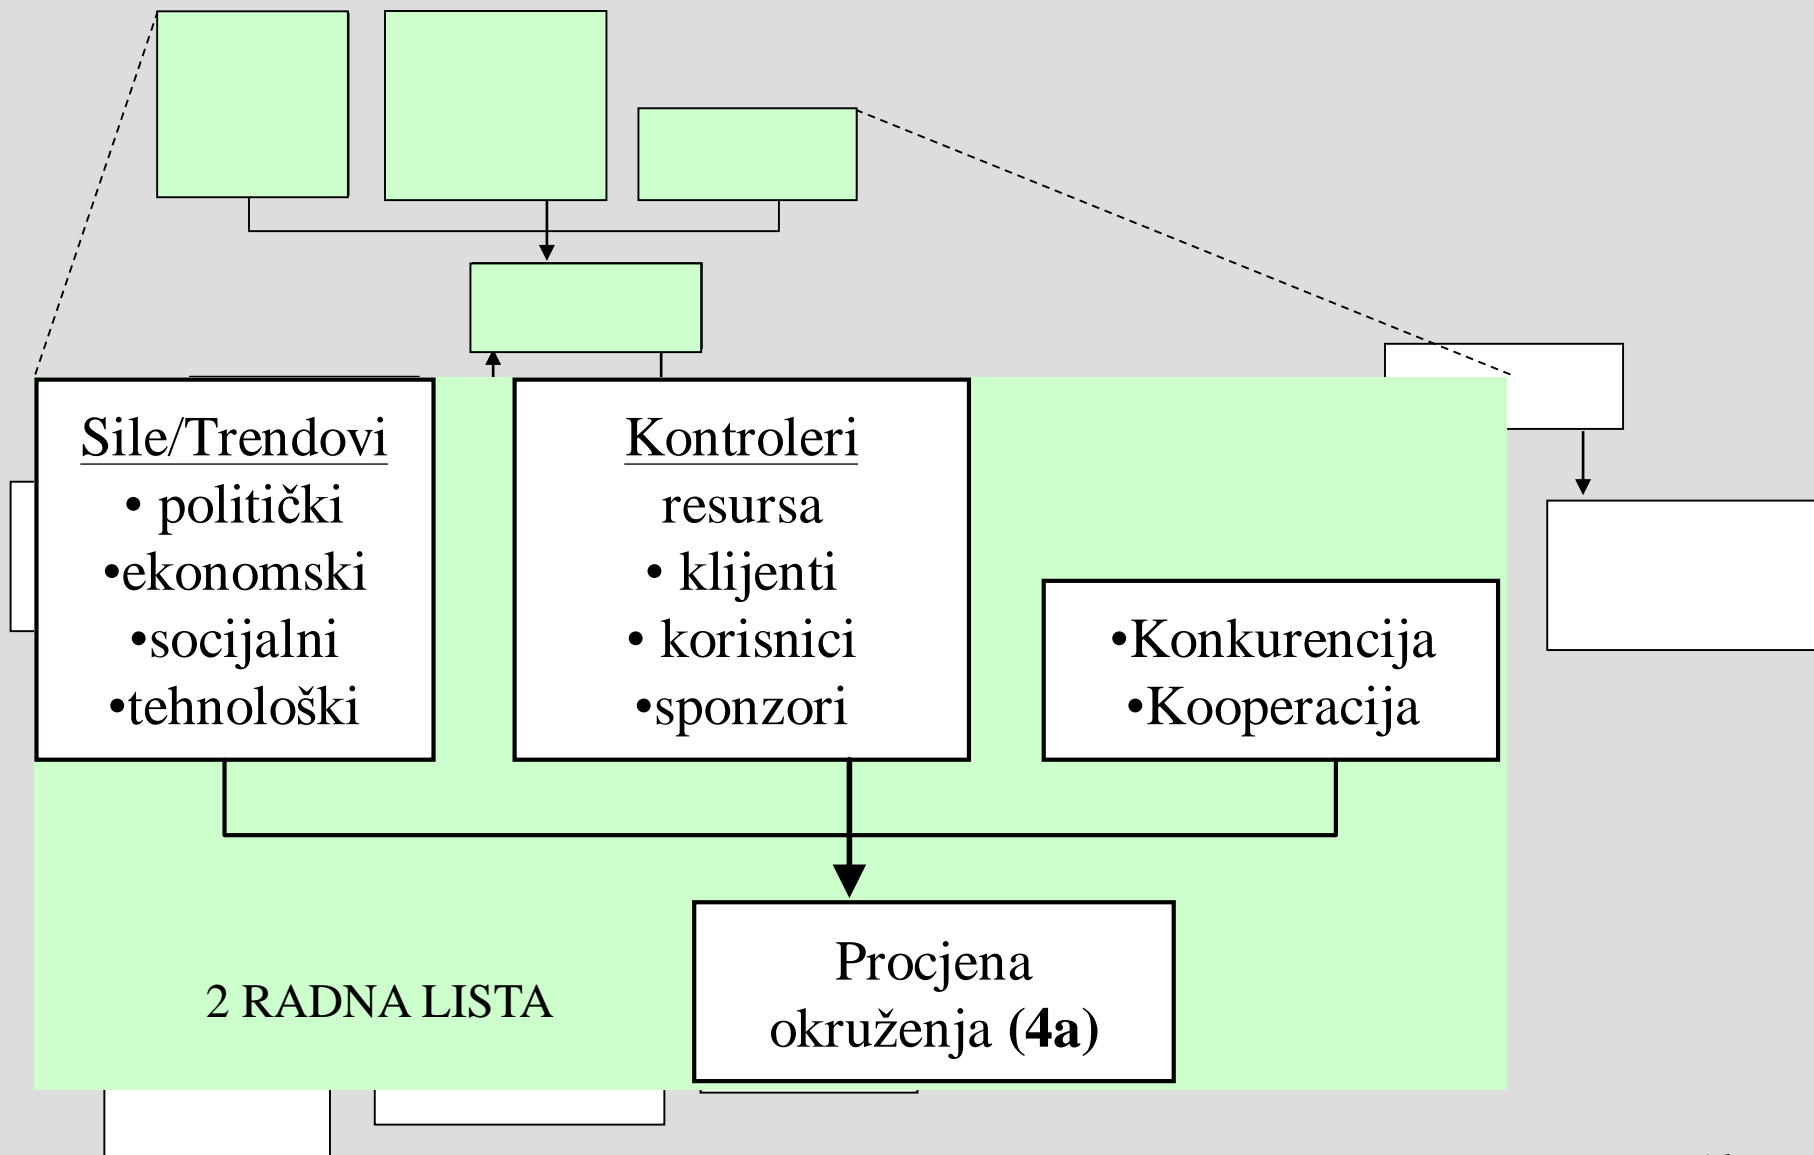 Sile/Trendovi
• politički
•ekonomski
•socijalni
•tehnološki
Kontroleri
resursa
• klijenti
• korisnici
•sponzori
•Konkurencija
•Kooperacija
Procjena
okruženja (4a)
2 RADNA LISTA